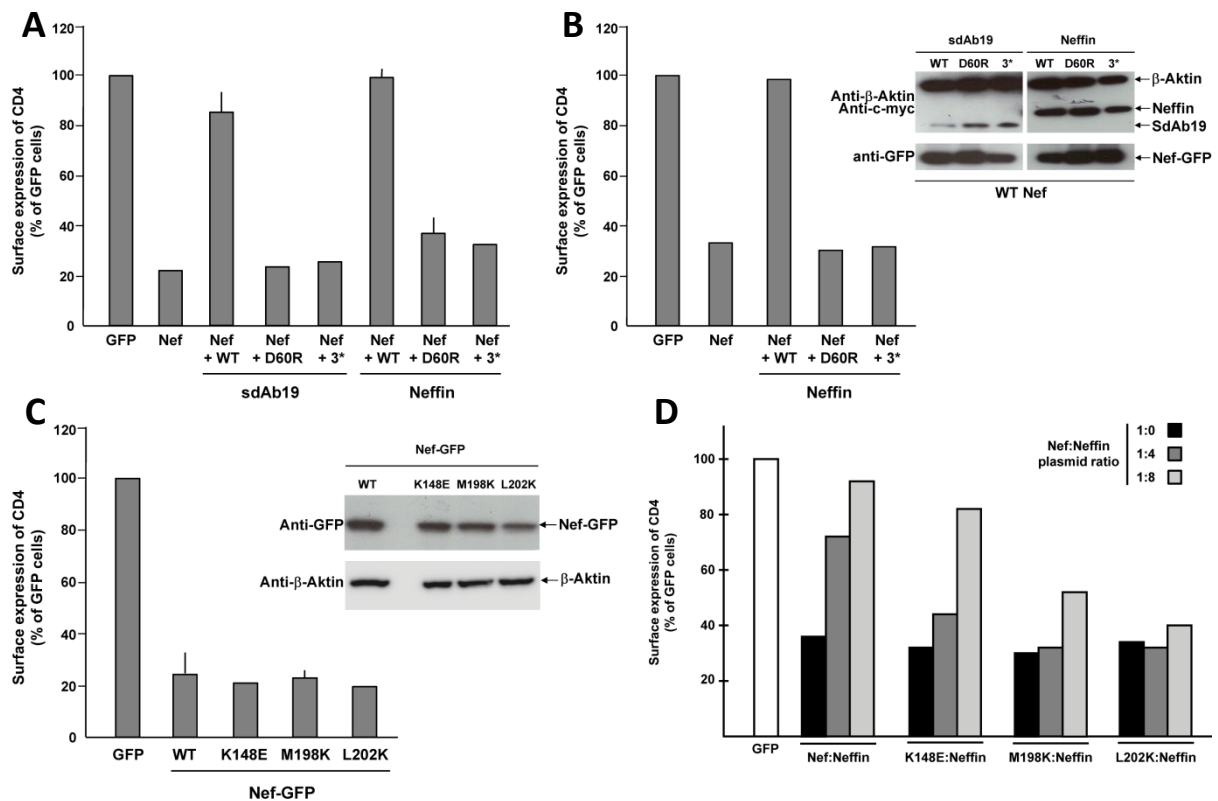 A
Surface expression of CD4
(% of GFP cells)
120
100
80
60
40
20
0
GFP
Nef
Nef
+ WT
Nef
+ D60R
Nef
+ 3*
Nef
+ WT
Nef
+ D60R
Nef
+ 3*
sdAb19
Neffin
B
Surface expression of CD4
(% of GFP cells)
120
100
80
60
40
20
0
GFP
Nef
Nef
+ WT
Nef
+ D60R
Nef
+ 3*
Neffin
sdAb19
Neffin
WT D60R 3*
WT D60R 3*
Anti-β-Aktin
Anti-c-myc
β-Aktin
Neffin
SdAb19
anti-GFP
Nef-GFP
WT Nef
C
Surface expression of CD4
(% of GFP cells)
120
100
80
60
40
20
0
GFP
WT
K148E
M198K
L202K
Nef-GFP
Nef-GFP
WT K148E M198K L202K
Anti-GFP
Nef-GFP
Anti-β-Aktin
β-Aktin
D
Surface expression of CD4
(% of GFP cells)
100
80
60
40
20
Nef:Neffin
plasmid ratio
1:0
1:4
1:8
GFP
Nef:Neffin
K148E:Neffin
M198K:Neffin
L202K:Neffin